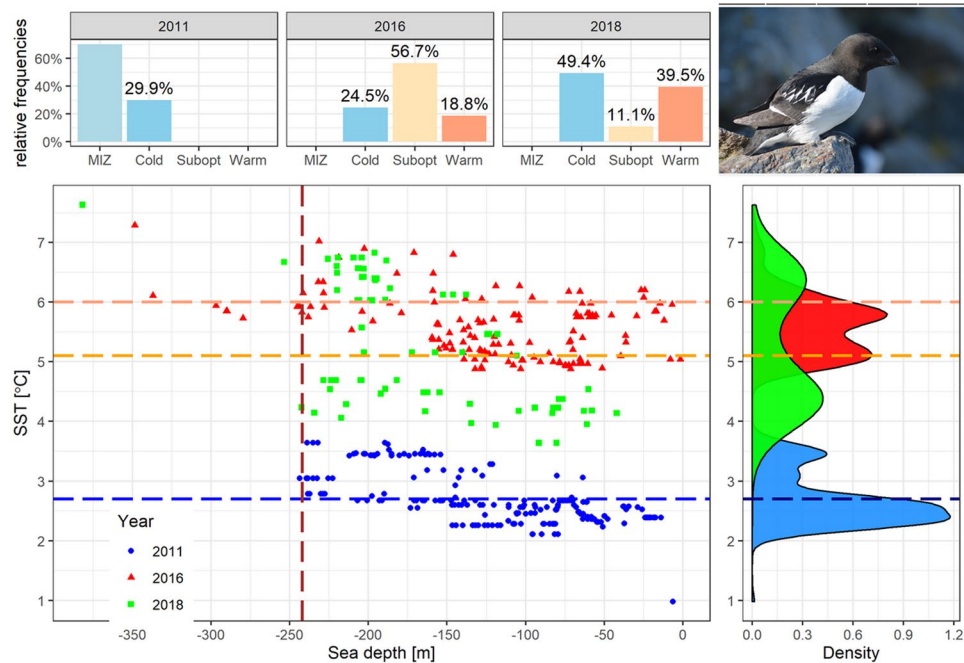 2011 2016 2018
relative frequencies
60%
40%
20%
0%
29.9%
24.5% 56.7% 18.8%
49.4% 11.1% 39.5%
MIZ Cold Subopt Warm MIZ Cold Subopt Warm MIZ Cold Subopt Warm
SST [°C]
7
6
5
4
3
2
1
Year
2011
2016
2018
-350 -300 -250 -200 -150 -100 -50 0
Sea depth [m]
7
6
5
4
3
2
1
0.0 0.3 0.6 0.9 1.2
Density